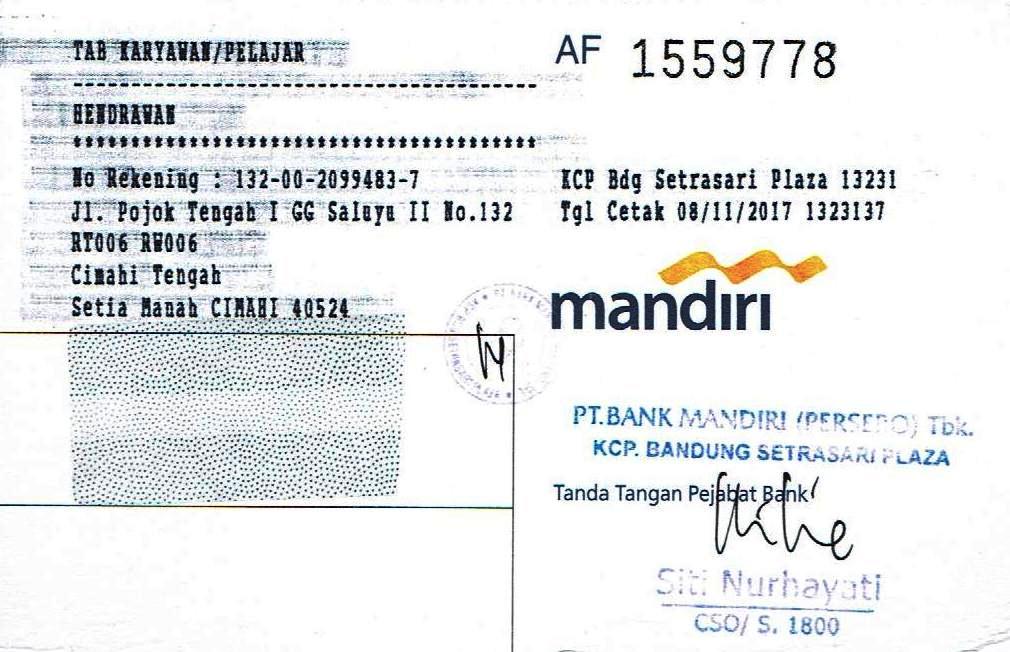 TAB KARYAWAN/PELAJAR
AF 1559778
----------------------------------------
HENDRAWAN
****************************************
No Rekening : 132-00-2099483-7
Jl. Pojok Tengah I GG Saluyu II No.132
RT006 RW006
Cimahi Tengah
Setia Manah CIMAHI 40524
KCP Bdg Setrasari Plaza 13231
Tgl Cetak 08/11/2017 1323137
mandiri
PT.BANK MANDIRI (PERSERO) Tbk.
KCP. BANDUNG SETRASARI PLAZA
Tanda Tangan Pejabat Bank
Siti Nurhayati
CSO/ S. 1800